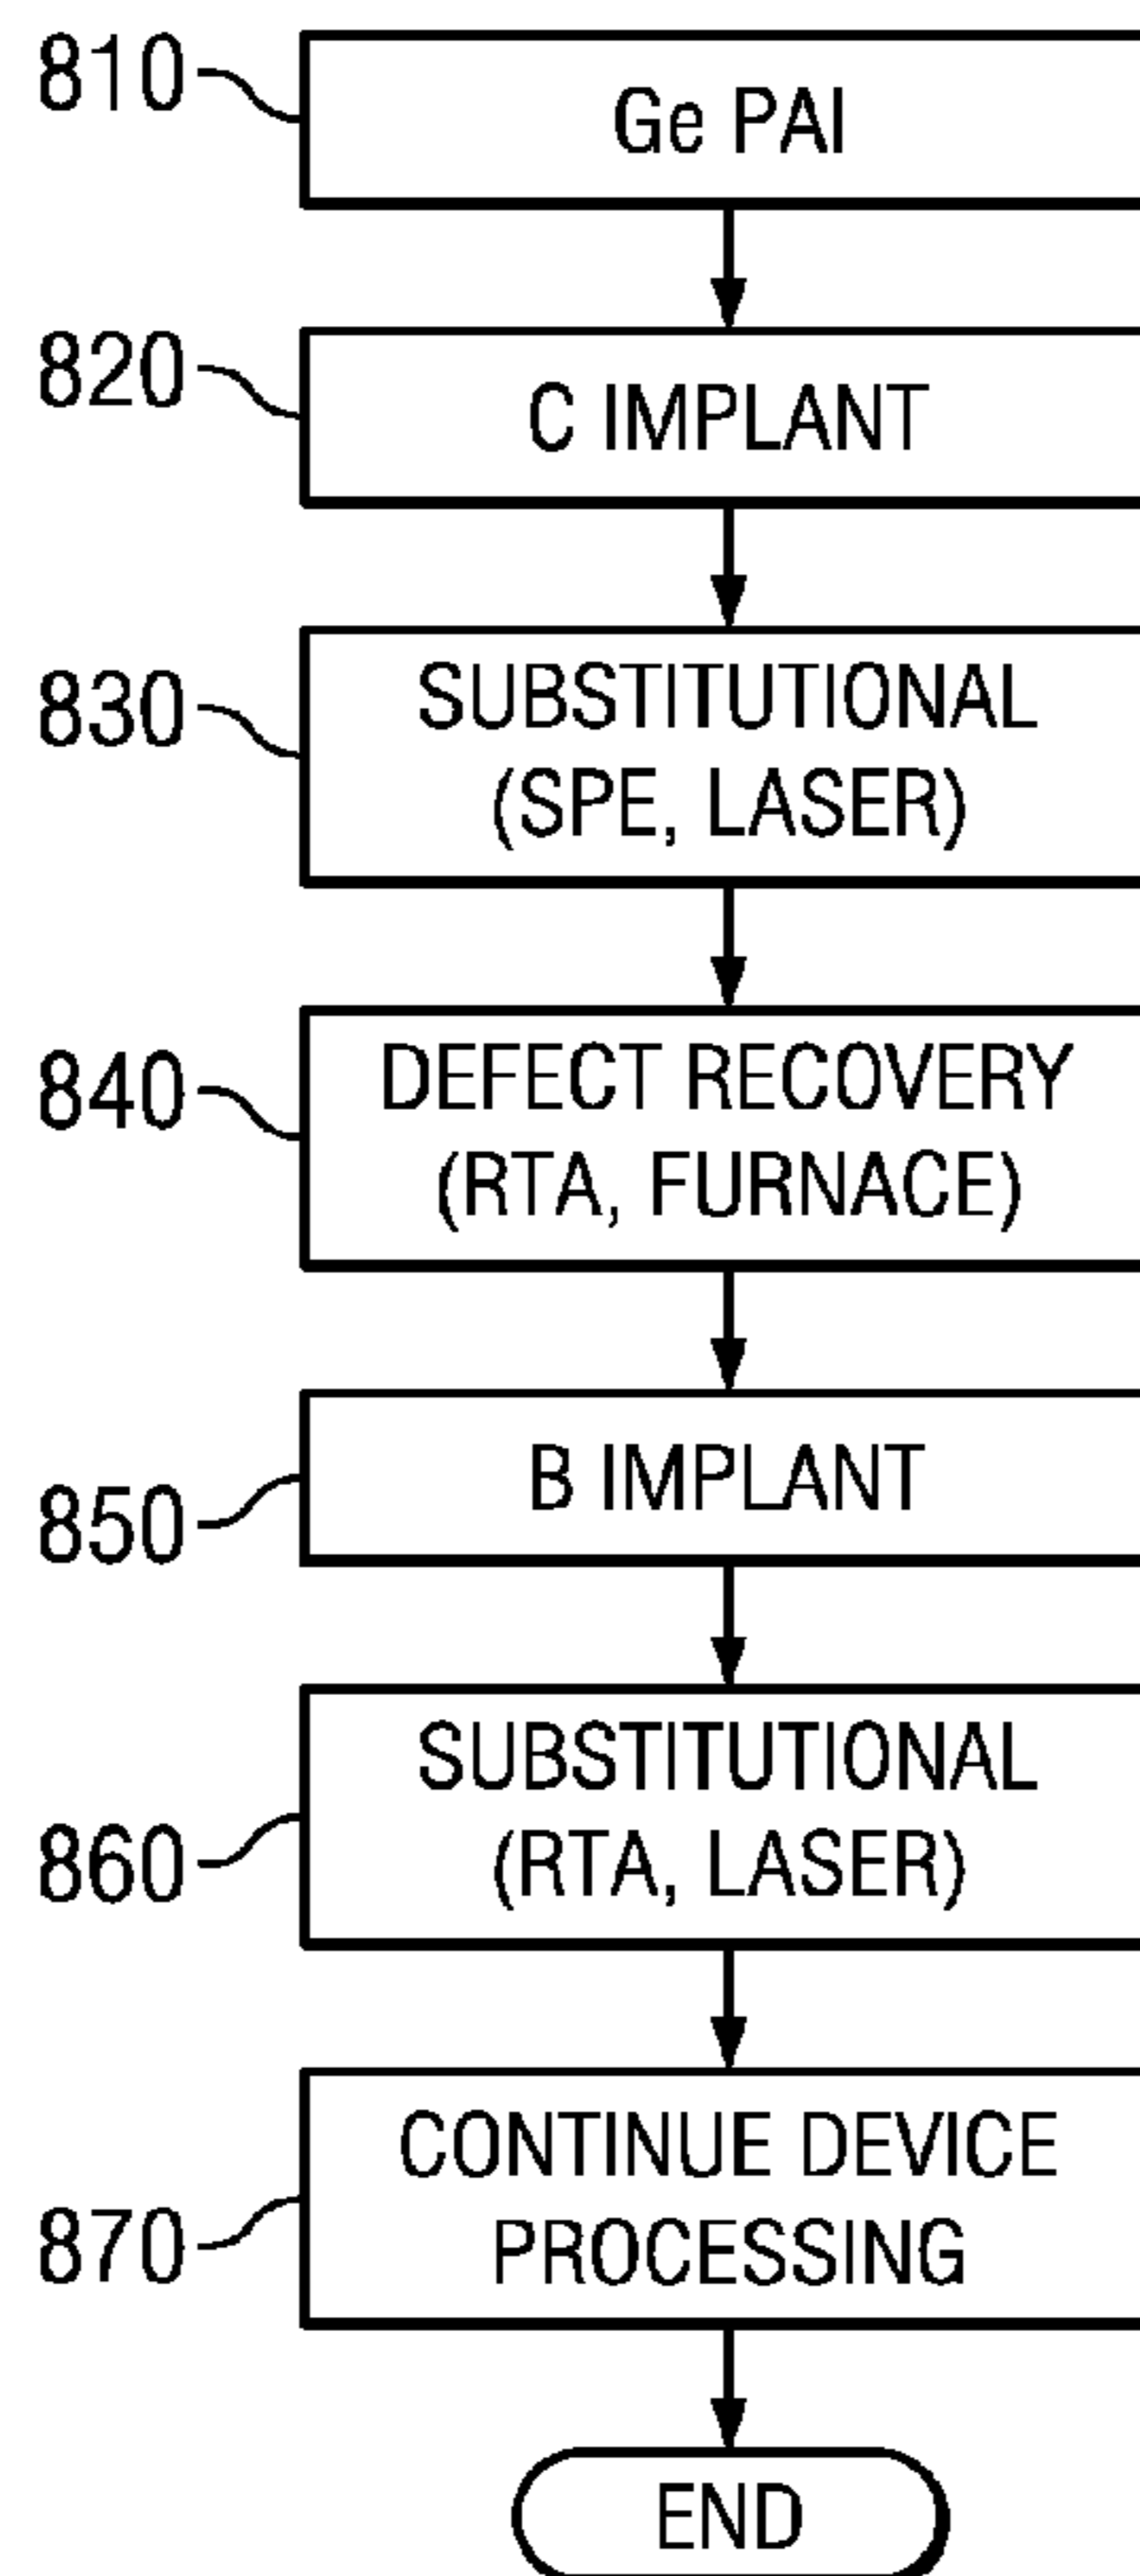 810
Ge PAI
820
C IMPLANT
830
SUBSTITUTIONAL
(SPE, LASER)
840
DEFECT RECOVERY
(RTA, FURNACE)
850
B IMPLANT
860
SUBSTITUTIONAL
(RTA, LASER)
870
CONTINUE DEVICE
PROCESSING
END